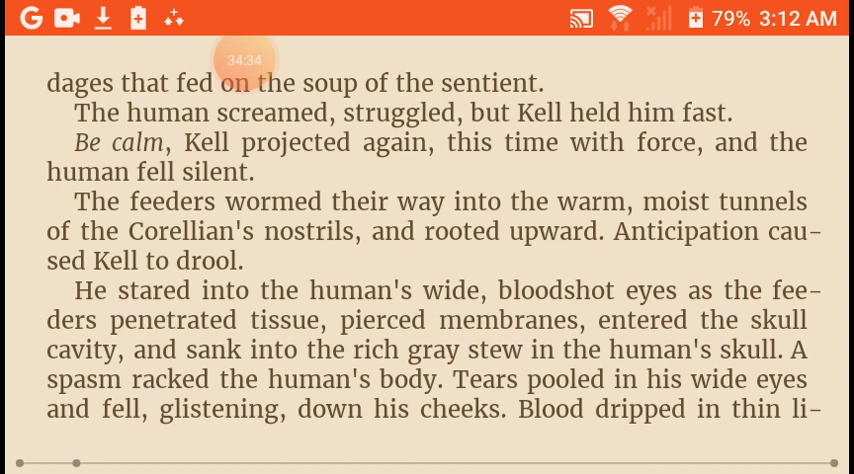 79% 3:12 AM
34:34
dages that fed on the soup of the sentient.
The human screamed, struggled, but Kell held him fast.
Be calm, Kell projected again, this time with force, and the
human fell silent.
The feeders wormed their way into the warm, moist tunnels
of the Corellian's nostrils, and rooted upward. Anticipation cau-
sed Kell to drool.
He stared into the human's wide, bloodshot eyes as the fee-
ders penetrated tissue, pierced membranes, entered the skull
cavity, and sank into the rich gray stew in the human's skull. A
spasm racked the human's body. Tears pooled in his wide eyes
and fell, glistening, down his cheeks. Blood dripped in thin li-